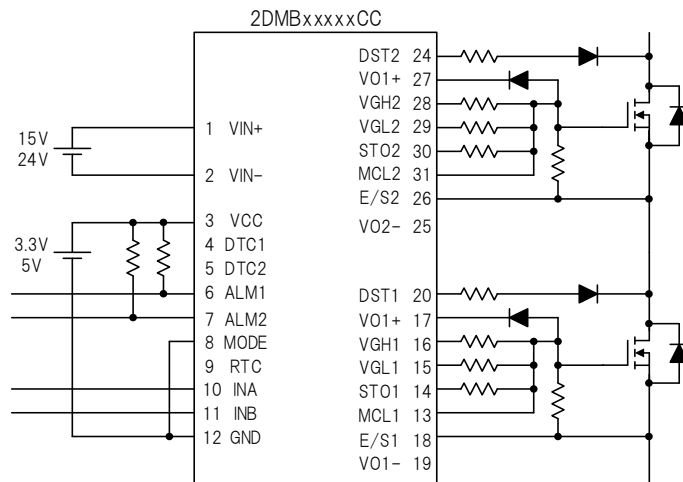 2DMBxxxxxCC
DST2 24
VO1+ 27
VGH2 28
VGL2 29
STO2 30
MCL2 31
E/S2 26
VO2- 25
15V
24V
1 VIN+
2 VIN-
3.3V
5V
3 VCC
4 DTC1
5 DTC2
6 ALM1
7 ALM2
8 MODE
9 RTC
10 INA
11 INB
12 GND
DST1 20
VO1+ 17
VGH1 16
VGL1 15
STO1 14
MCL1 13
E/S1 18
VO1- 19